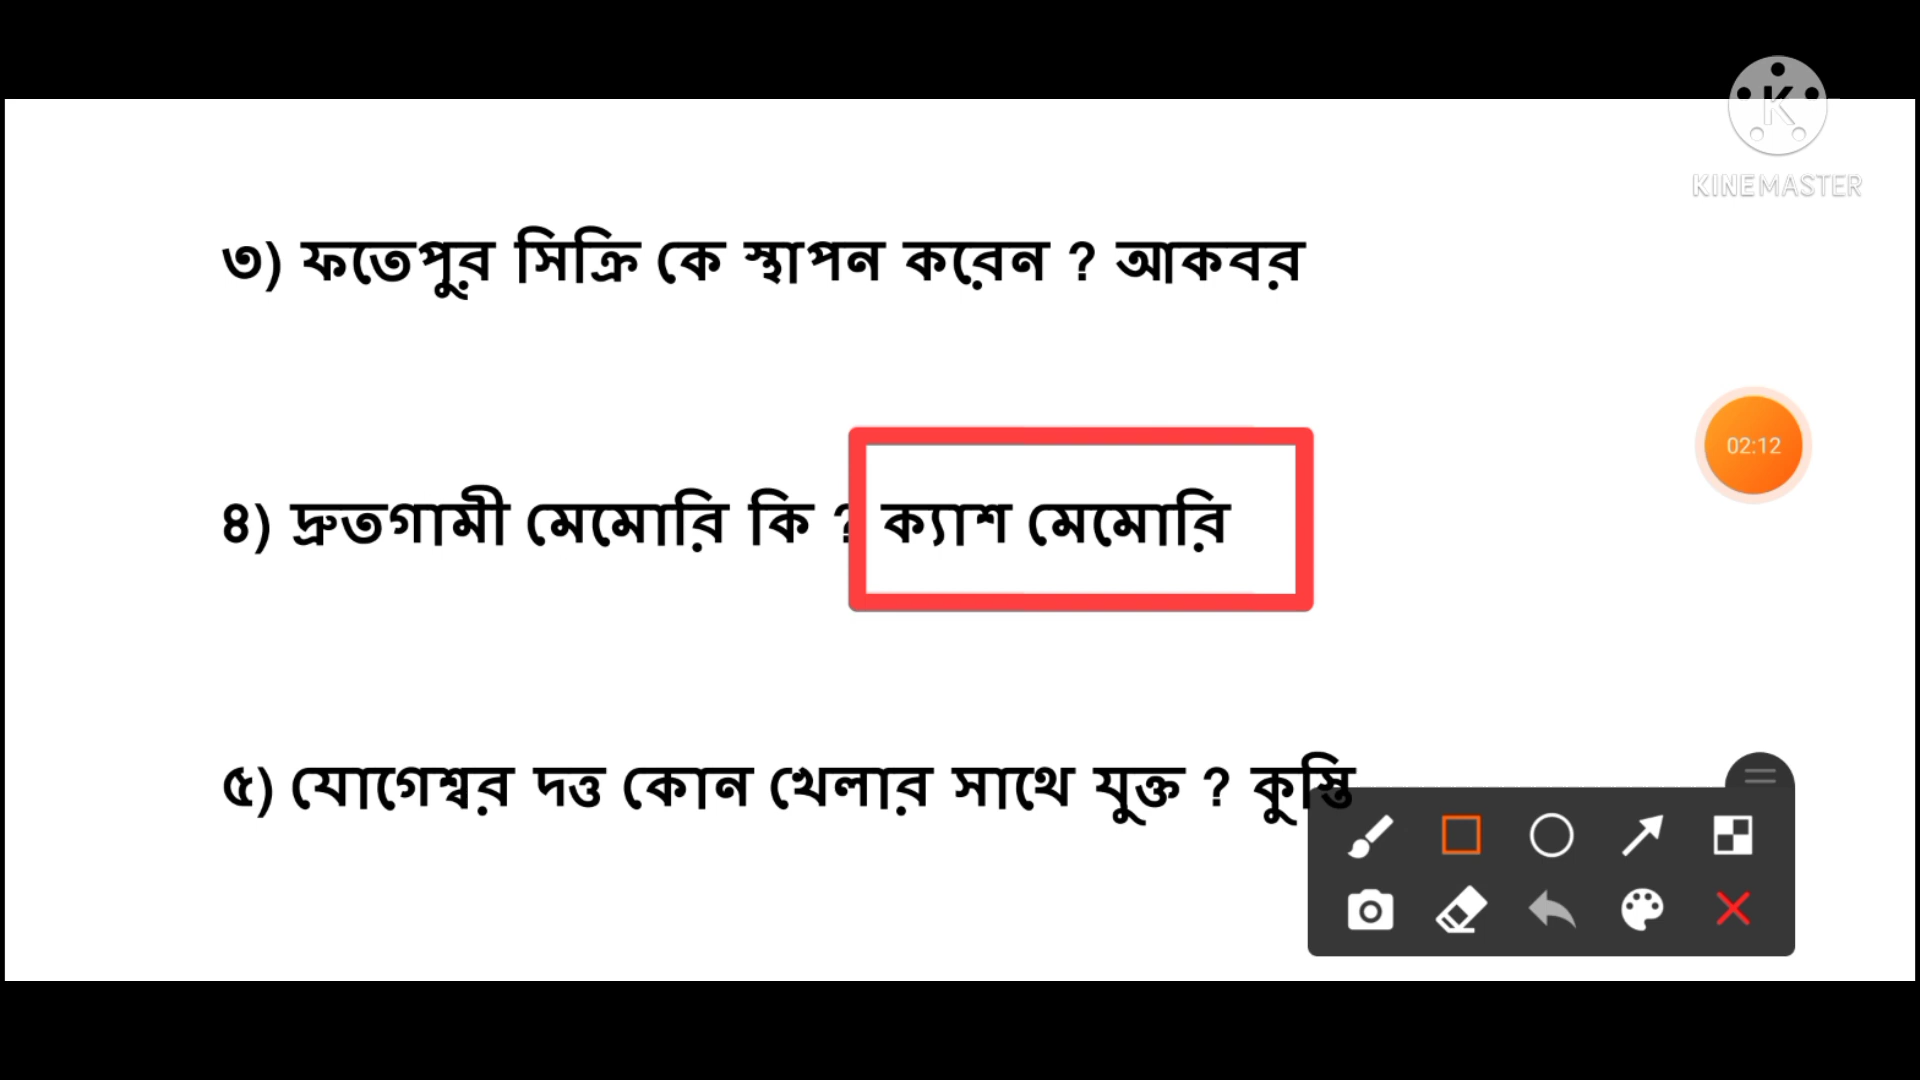 KINEMASTER
৩) ফতেপুর সিক্রি কে স্থাপন করেন ? আকবর
02:12
৪) দ্রুতগামী মেমোরি কি ? ক্যাশ মেমোরি
৫) যোগেশ্বর দত্ত কোন খেলার সাথে যুক্ত ? কুস্তি